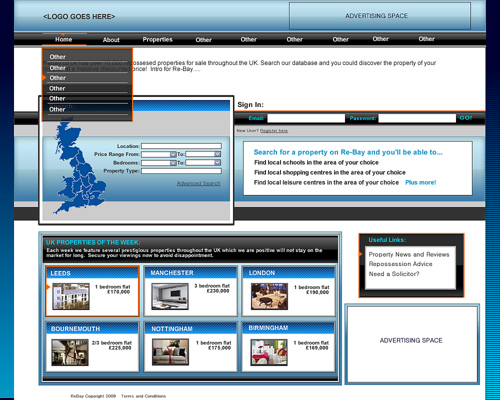 <LOGO GOES HERE>
ADVERTISING SPACE
Home About Properties Other Other Other Other Other Other
Other
Other
Other
Other
Other
Other
repossessed properties for sale throughout the UK. Search our database and you could discover the property of your
price! Intro for Re-Bay....
Sign In:
Email: Password: GO!
New User? Register here
Location:
Price Range From: To:
Bedrooms: To:
Property Type:
Advanced Search
Search for a property on Re-Bay and you'll be able to...
Find local schools in the area of your choice
Find local shopping centres in the area of your choice
Find local leisure centres in the area of your choice Plus more!
UK PROPERTIES OF THE WEEK:
Each week we feature several prestigious properties throughout the UK which we are positive will not stay on the
market for long. Secure your viewings now to avoid disappointment.
LEEDS
1 bedroom flat
£170,000
MANCHESTER
3 bedroom flat
£230,000
LONDON
1 bedroom flat
£190,000
BOURNEMOUTH
2/3 bedroom flat
£225,000
NOTTINGHAM
1 bedroom flat
£175,000
BIRMINGHAM
1 bedroom flat
£169,000
Useful Links:
Property News and Reviews
Repossession Advice
Need a Solicitor?
ADVERTISING SPACE
ReBay Copyright 2009 Terms and Conditions